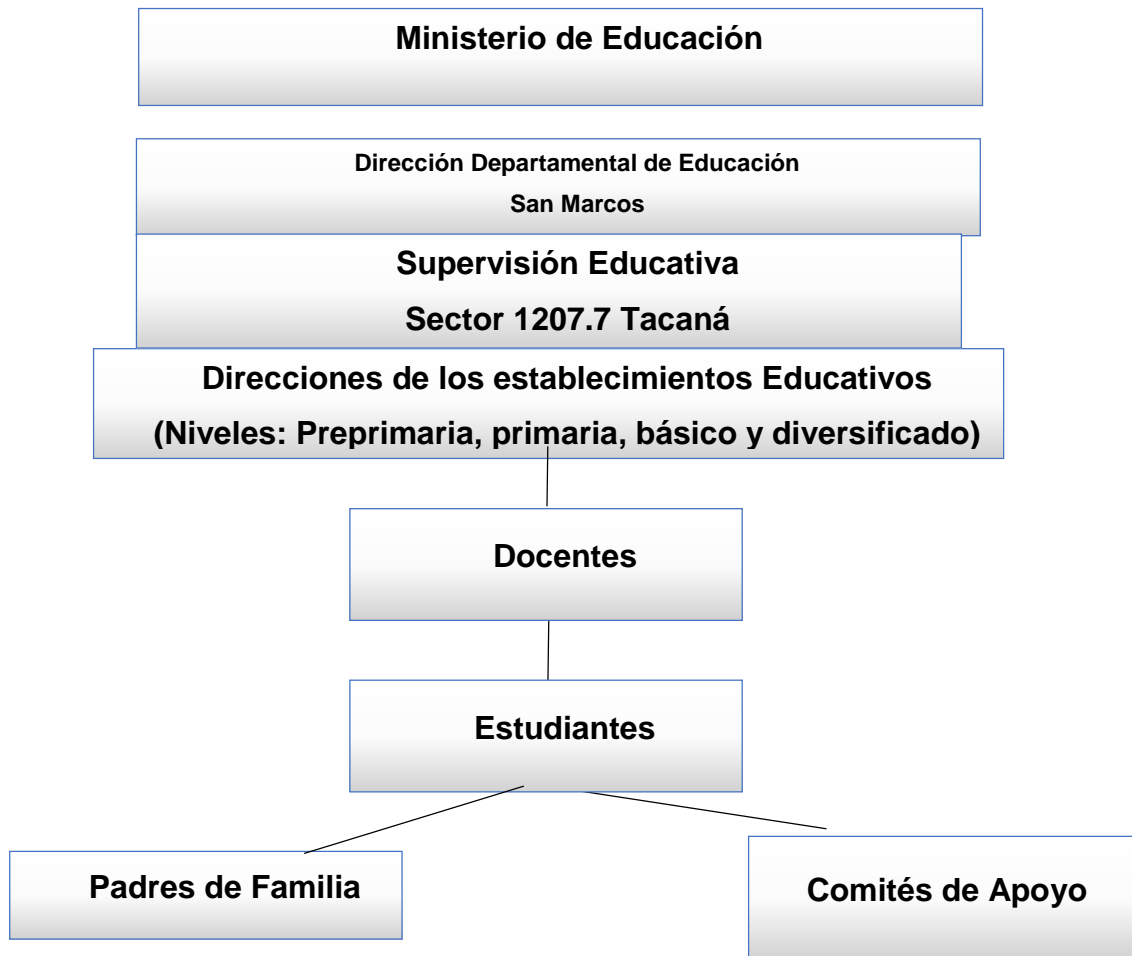 Ministerio de Educación
Dirección Departamental de Educación
San Marcos
Supervisión Educativa
Sector 1207.7 Tacaná
Direcciones de los establecimientos Educativos
(Niveles: Preprimaria, primaria, básico y diversificado)
Docentes
Estudiantes
Padres de Familia
Comités de Apoyo